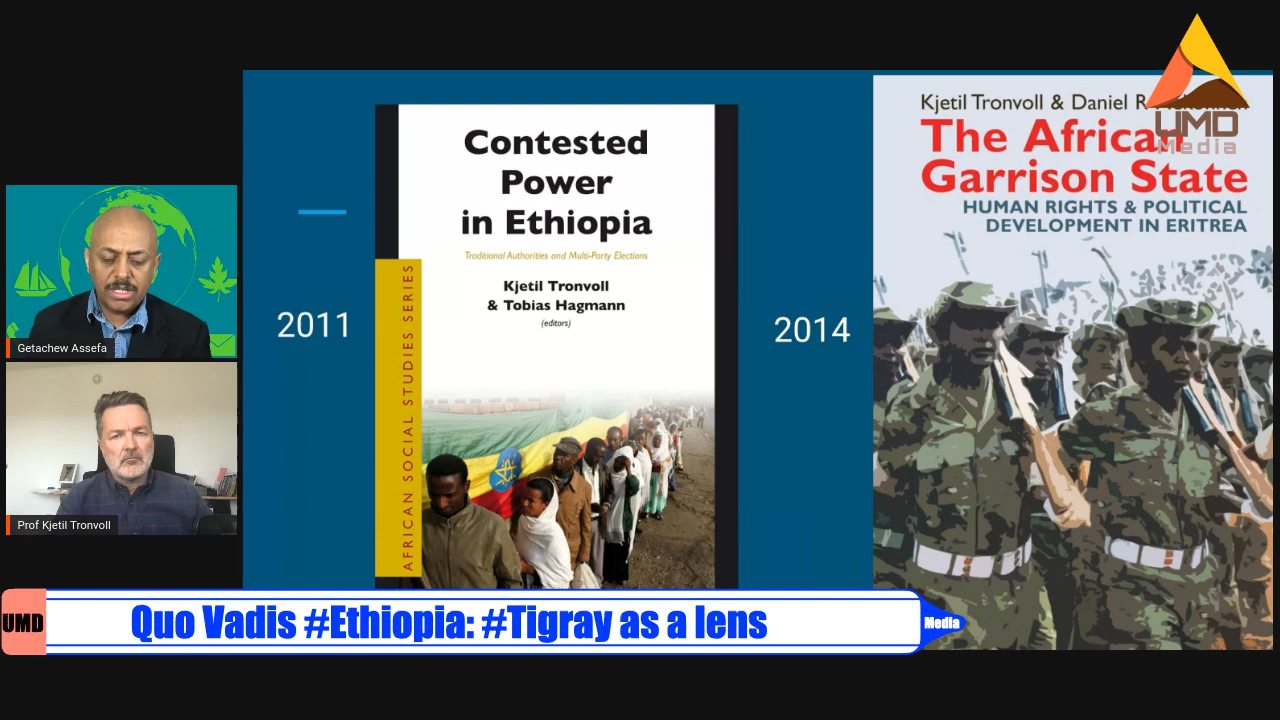 Getachew Assefa
Prof Kjetil Tronvoll
2011
Contested
Power
in Ethiopia
Traditional Authorities and Multi-Party Elections
Kjetil Tronvoll
& Tobias Hagmann
(editors)
AFRICAN SOCIAL STUDIES SERIES
2014
Kjetil Tronvoll & Daniel R
The African
Garrison State
HUMAN RIGHTS & POLITICAL
DEVELOPMENT IN ERITREA
UMD
Media
UMD
Quo Vadis #Ethiopia: #Tigray as a lens
Media